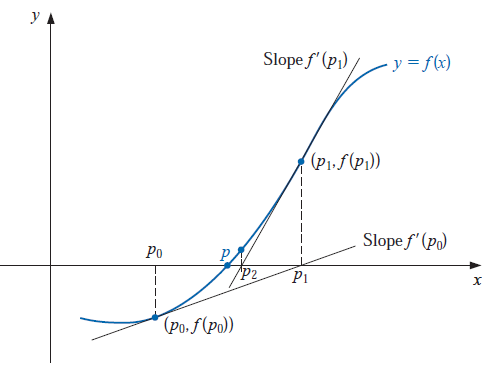 y
Slope f′(p₁)
y = f(x)
(p₁, f(p₁))
Slope f′(p₀)
p₀
p
p₂
p₁
x
(p₀, f(p₀))